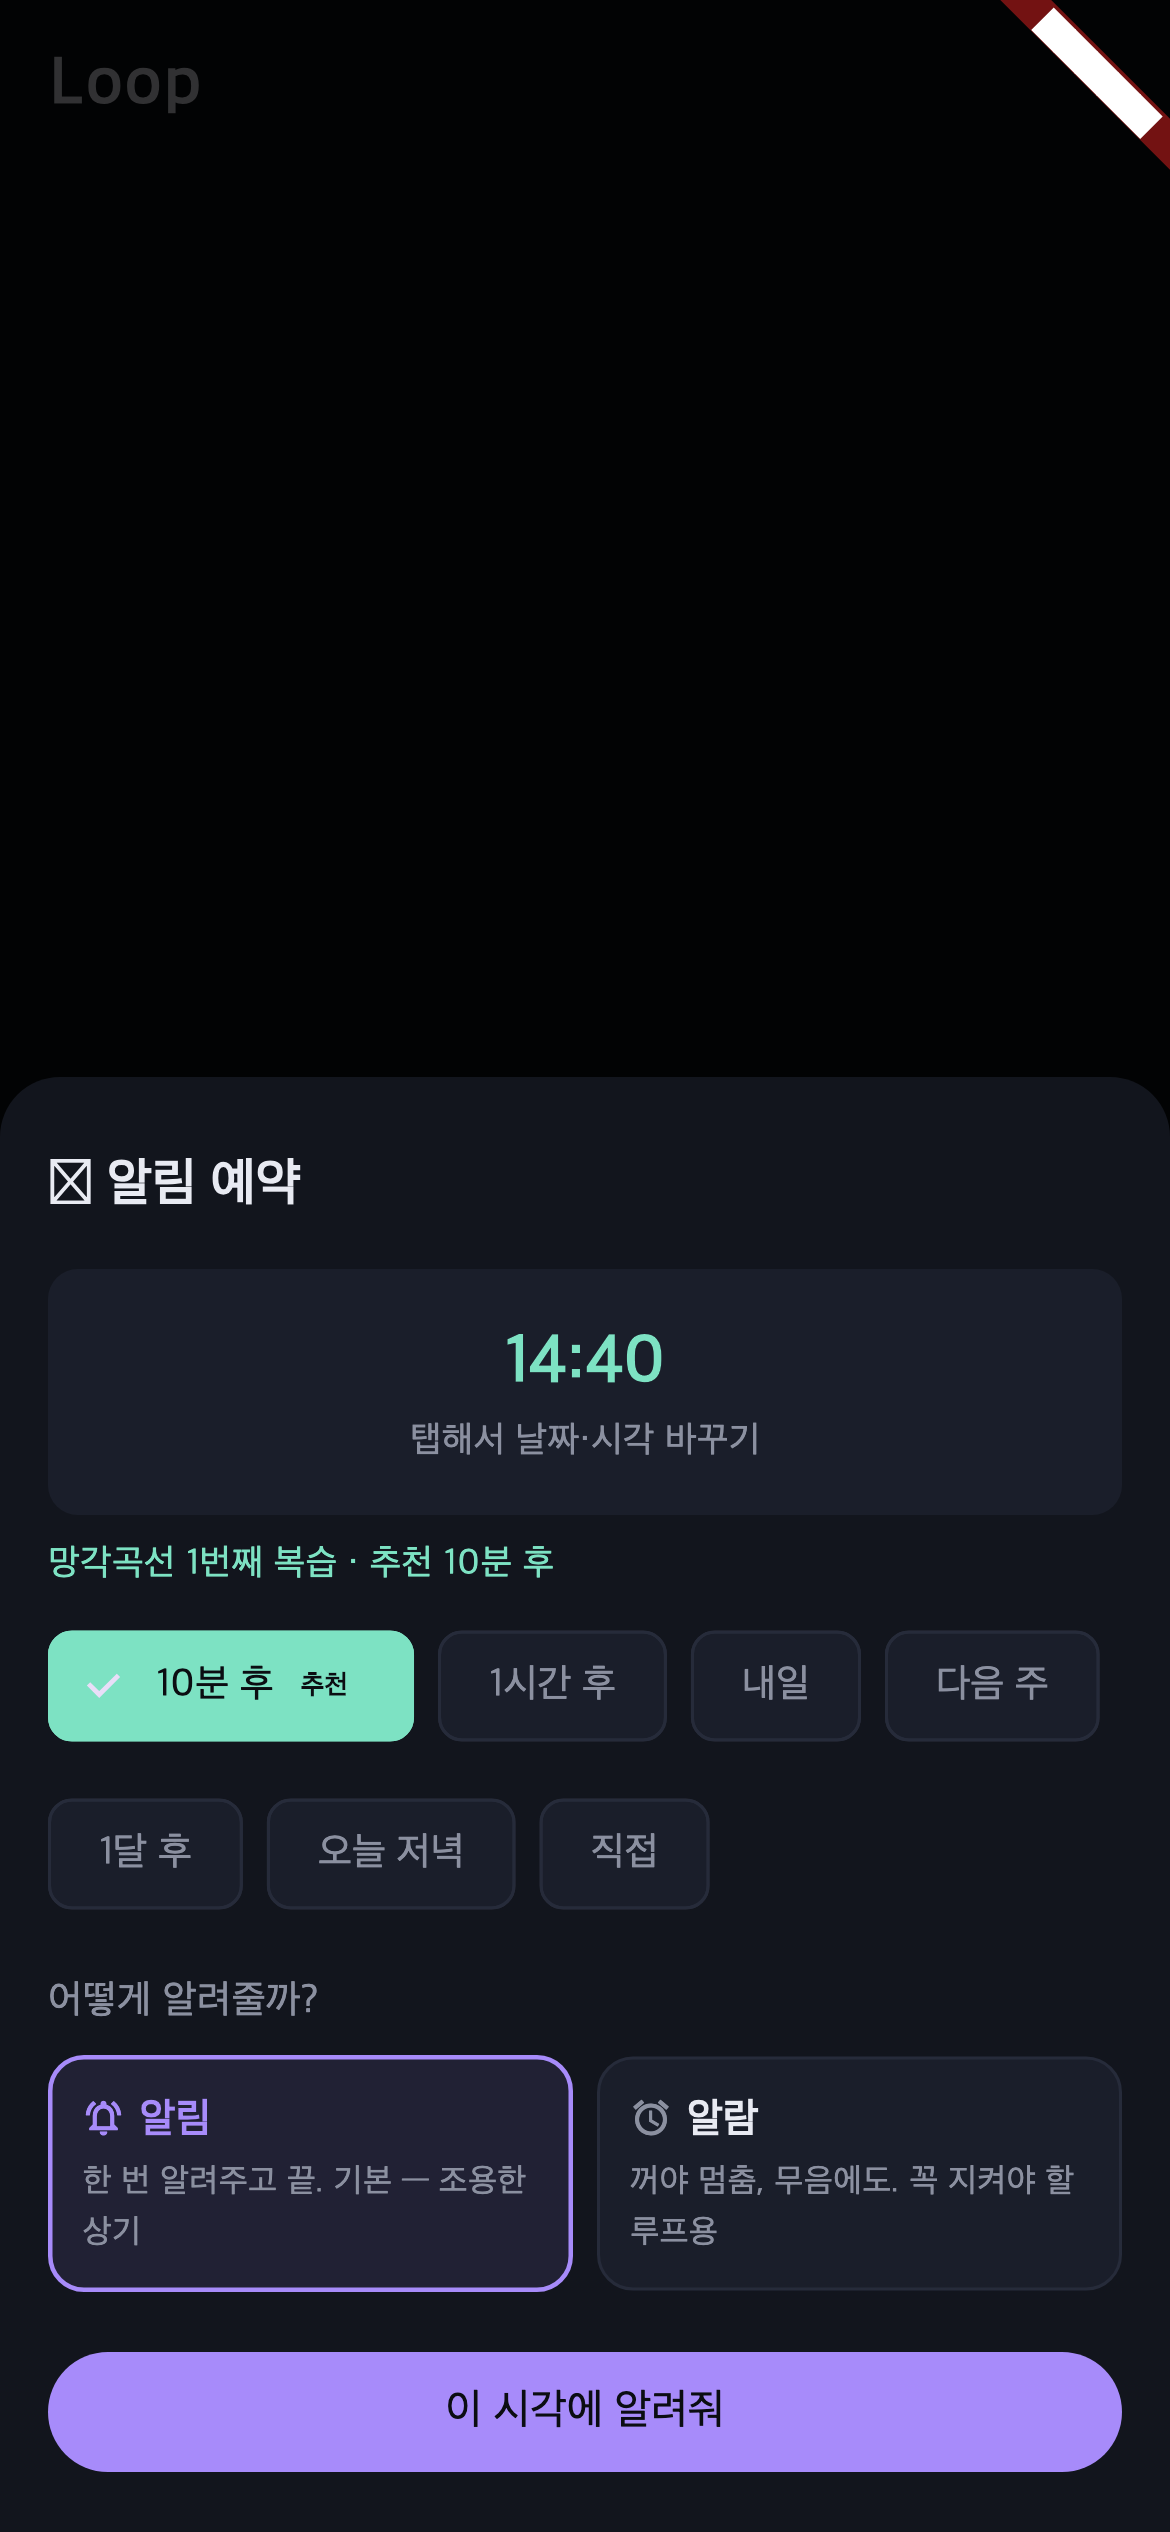 Loop
알림 예약
14:40
탭해서 날짜·시각 바꾸기
망각곡선 1번째 복습 · 추천 10분 후
10분 후 추천
1시간 후
내일
다음 주
1달 후
오늘 저녁
직접
어떻게 알려줄까?
알림
한 번 알려주고 끝. 기본 — 조용한
상기
알람
꺼야 멈춤, 무음에도. 꼭 지켜야 할
루프용
이 시각에 알려줘